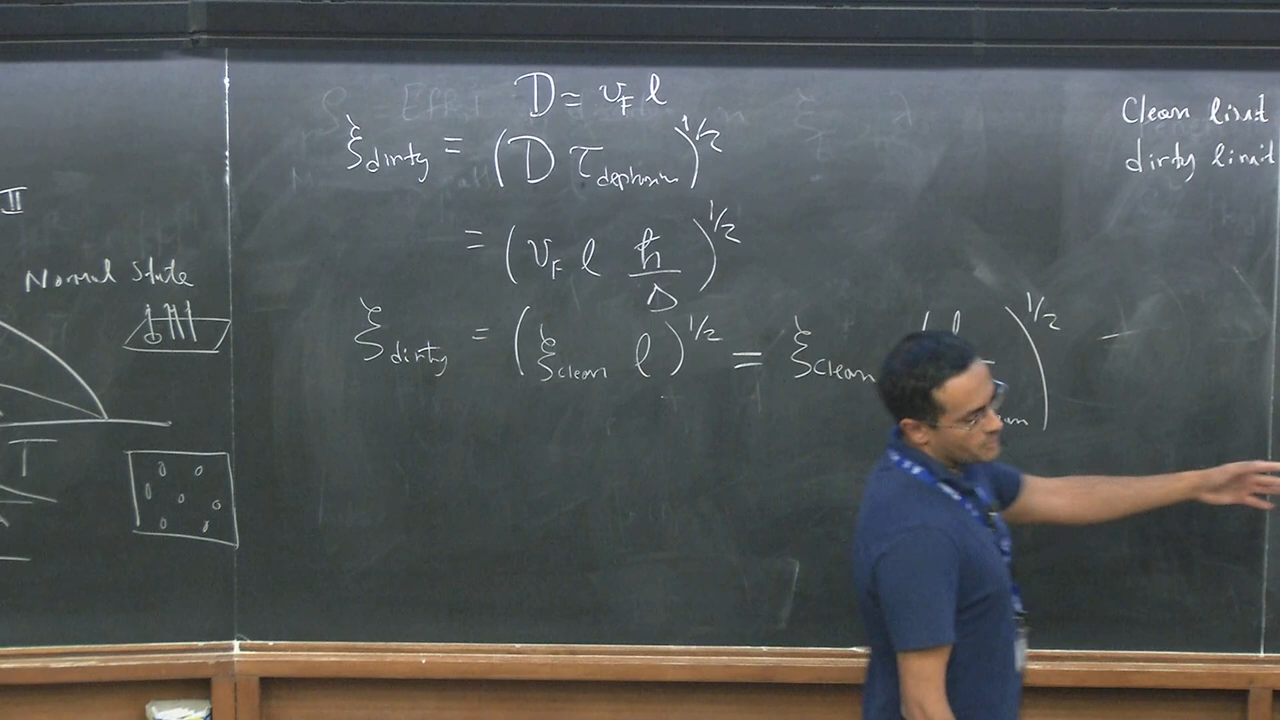 II
Normal State
T
D = v_F l
ξ_dirty = (D τ_dephasing)^{1/2}
= (v_F l ħ/Δ)^{1/2}
ξ_dirty = (ξ_clean l)^{1/2} = ξ_clean ( l )^{1/2}
Clean limit
dirty limit